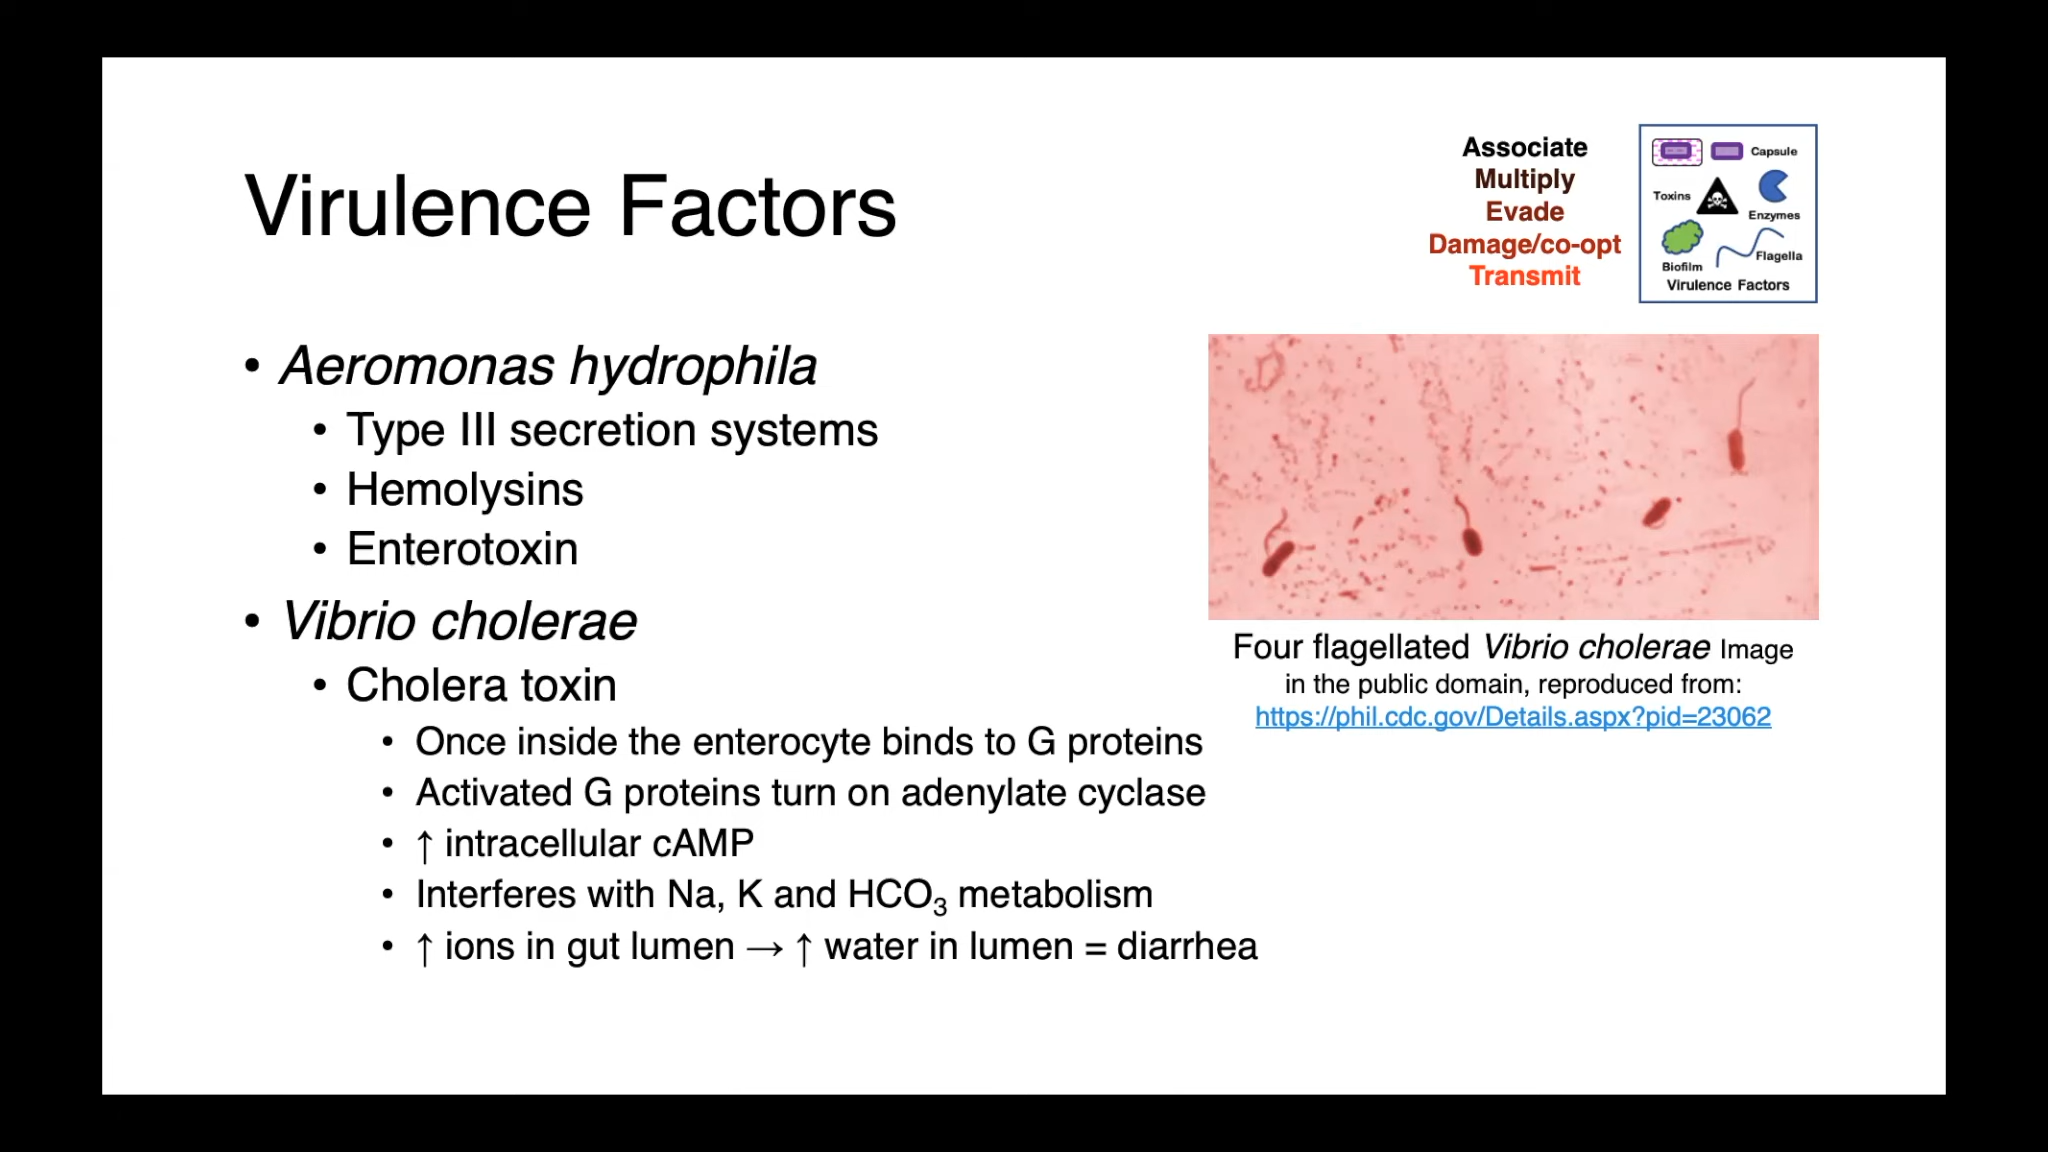 Virulence Factors
Associate
Multiply
Evade
Damage/co-opt
Transmit
Capsule
Toxins
Enzymes
Biofilm
Flagella
Virulence Factors
• Aeromonas hydrophila
• Type III secretion systems
• Hemolysins
• Enterotoxin
• Vibrio cholerae
• Cholera toxin
• Once inside the enterocyte binds to G proteins
• Activated G proteins turn on adenylate cyclase
• ↑ intracellular cAMP
• Interferes with Na, K and HCO₃ metabolism
• ↑ ions in gut lumen → ↑ water in lumen = diarrhea
Four flagellated Vibrio cholerae Image
in the public domain, reproduced from:
https://phil.cdc.gov/Details.aspx?pid=23062